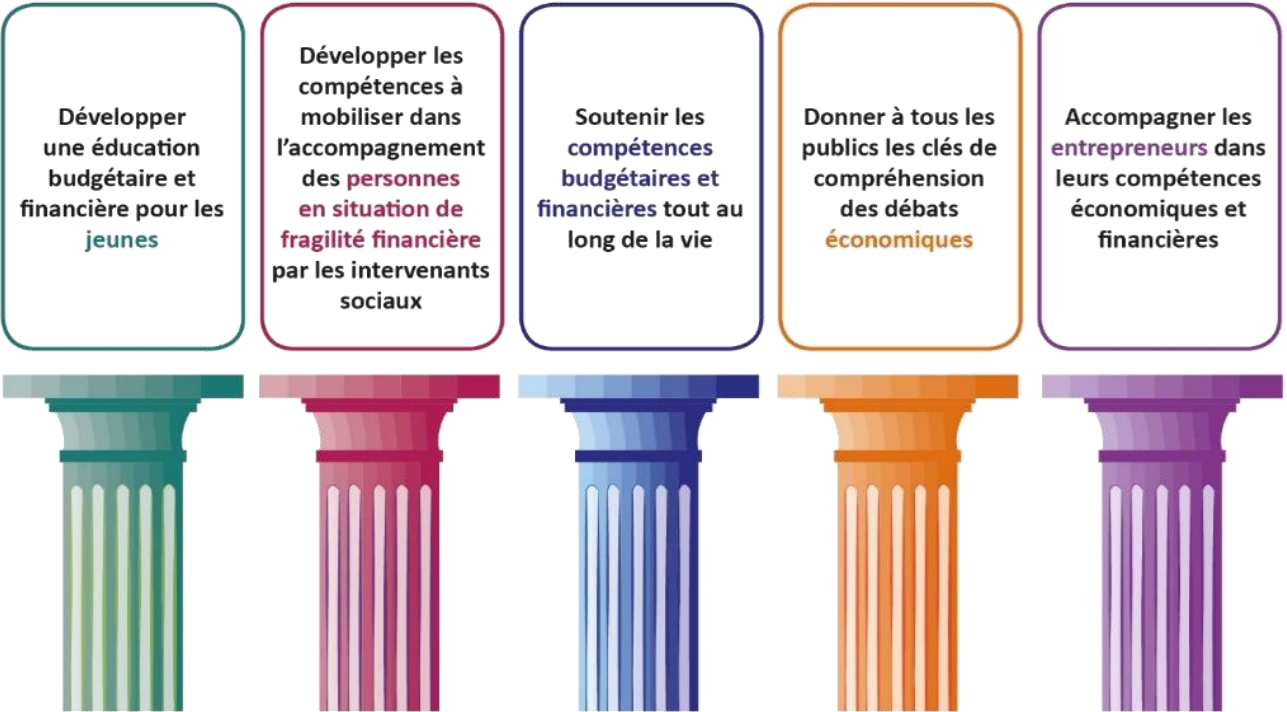 Développer
une éducation
budgétaire et
financière pour les
jeunes
Développer les
compétences à
mobiliser dans
l’accompagnement
des personnes
en situation de
fragilité financière
par les intervenants
sociaux
Soutenir les
compétences
budgétaires et
financières tout au
long de la vie
Donner à tous les
publics les clés de
compréhension
des débats
économiques
Accompagner les
entrepreneurs dans
leurs compétences
économiques et
financières